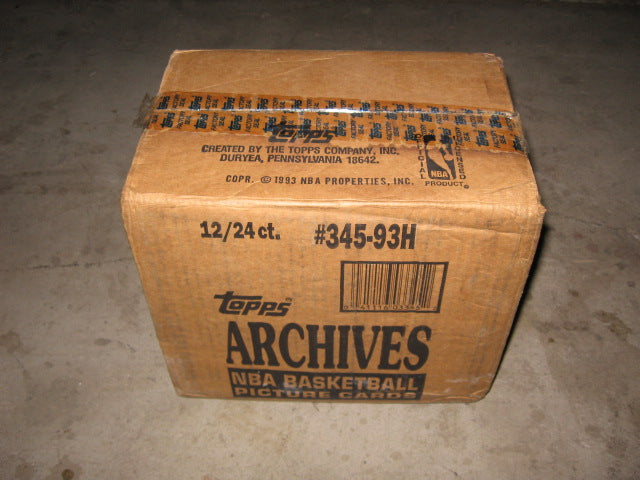 Topps
CREATED BY THE TOPPS COMPANY, INC.
DURYEA, PENNSYLVANIA 18642.
COPR. © 1993 NBA PROPERTIES, INC.
OFFICIAL LICENSED
NBA
PRODUCT®
12/24 ct. #345-93H
Topps®
ARCHIVES
NBA BASKETBALL
PICTURE CARDS